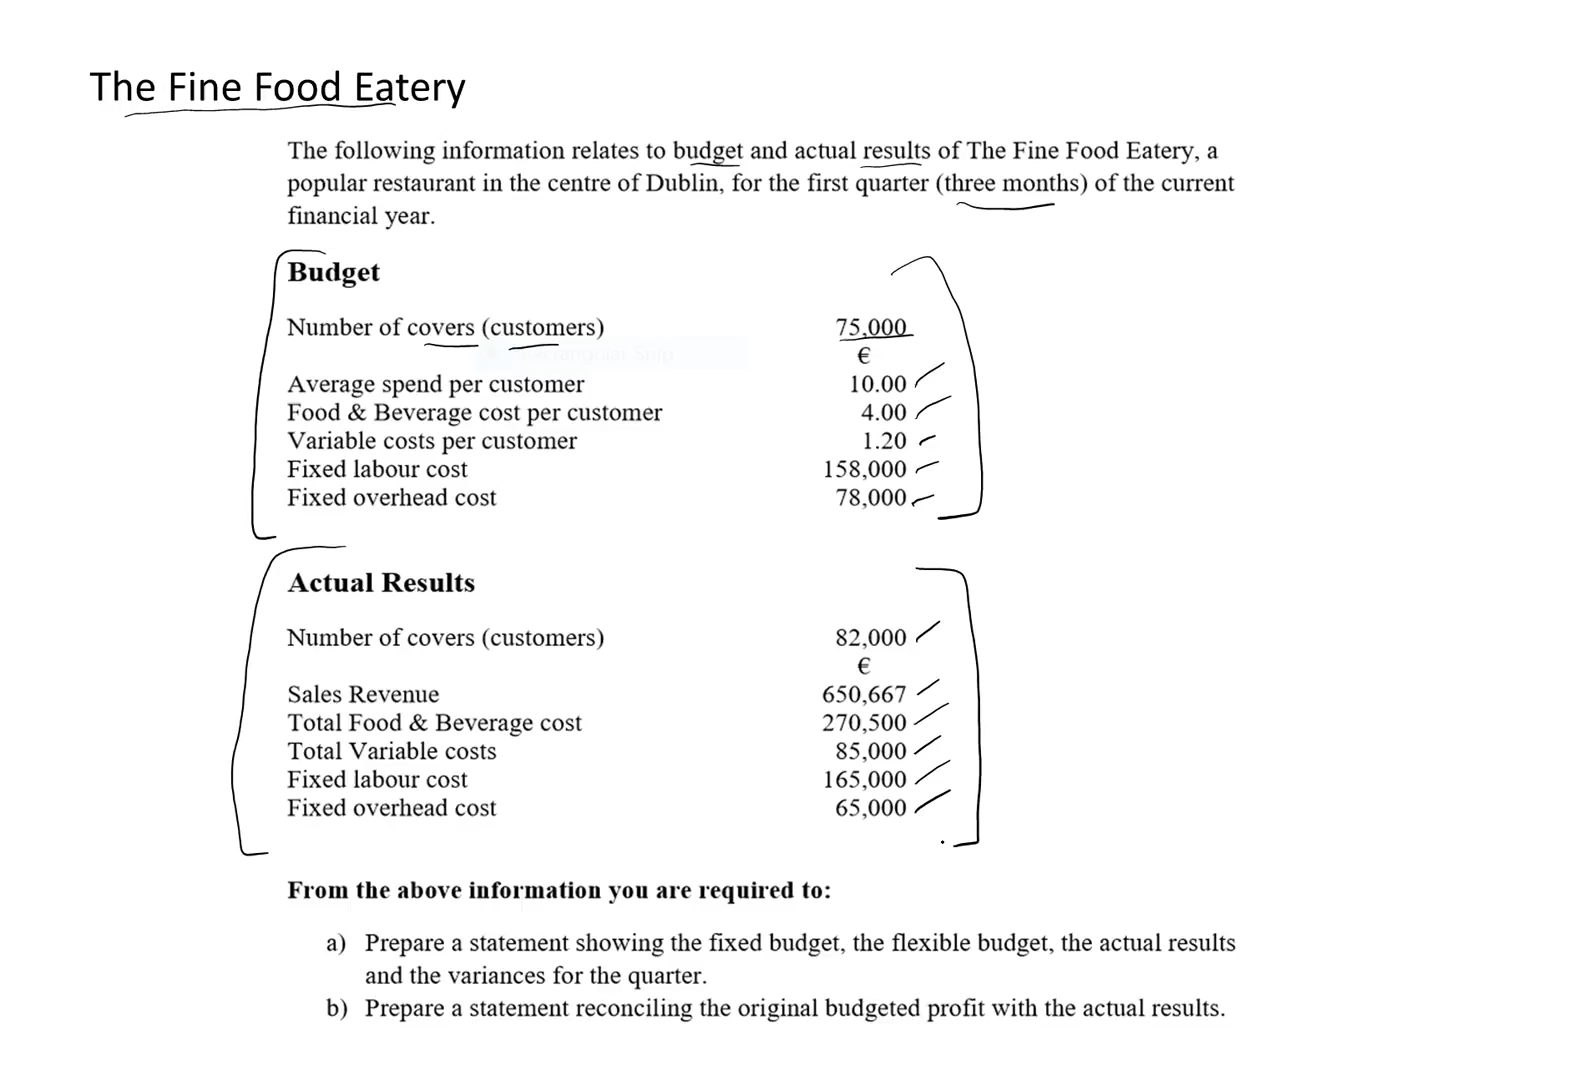 The Fine Food Eatery
The following information relates to budget and actual results of The Fine Food Eatery, a
popular restaurant in the centre of Dublin, for the first quarter (three months) of the current
financial year.
Budget
Number of covers (customers) 75,000
€
Average spend per customer 10.00
Food & Beverage cost per customer 4.00
Variable costs per customer 1.20
Fixed labour cost 158,000
Fixed overhead cost 78,000
Actual Results
Number of covers (customers) 82,000
€
Sales Revenue 650,667
Total Food & Beverage cost 270,500
Total Variable costs 85,000
Fixed labour cost 165,000
Fixed overhead cost 65,000
From the above information you are required to:
a) Prepare a statement showing the fixed budget, the flexible budget, the actual results
and the variances for the quarter.
b) Prepare a statement reconciling the original budgeted profit with the actual results.